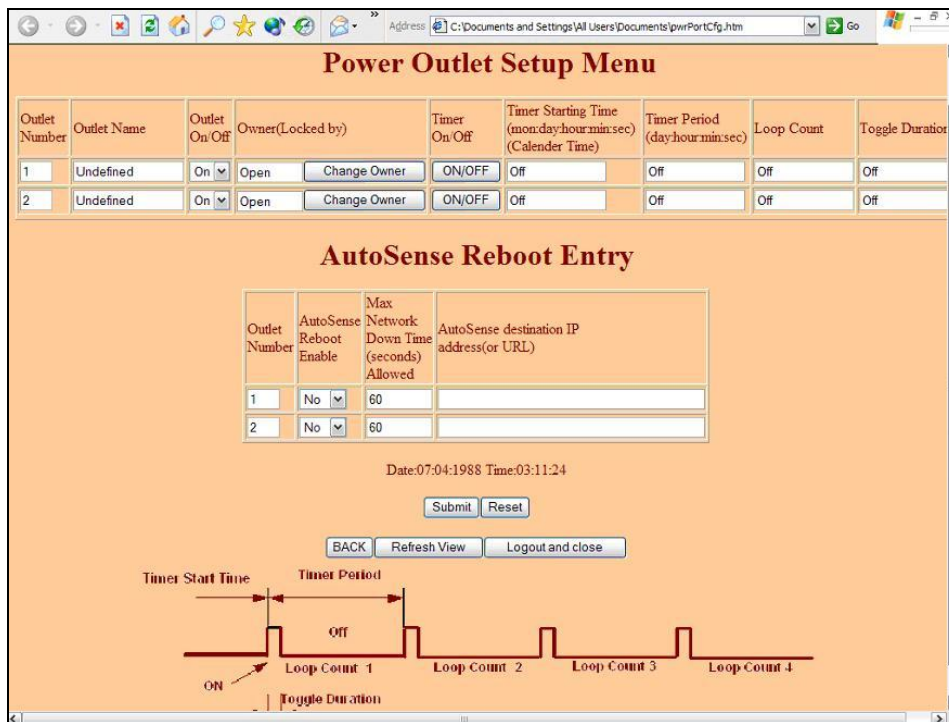 Address C:\Documents and Settings\All Users\Documents\pwrPortCfg.htm Go
Power Outlet Setup Menu
Outlet Number Outlet Name Outlet On/Off Owner(Locked by) Timer On/Off Timer Starting Time (mon:day:hour:min:sec) (Calender Time) Timer Period (day:hour:min:sec) Loop Count Toggle Duration
1 Undefined On Open Change Owner ON/OFF Off Off Off Off
2 Undefined On Open Change Owner ON/OFF Off Off Off Off
AutoSense Reboot Entry
Outlet Number AutoSense Reboot Enable Max Network Down Time (seconds) Allowed AutoSense destination IP address(or URL)
1 No 60
2 No 60
Date:07:04:1988 Time:03:11:24
Submit Reset
BACK Refresh View Logout and close
Timer Start Time Timer Period
Off
Loop Count 1 Loop Count 2 Loop Count 3 Loop Count 4
ON
Toggle Duration